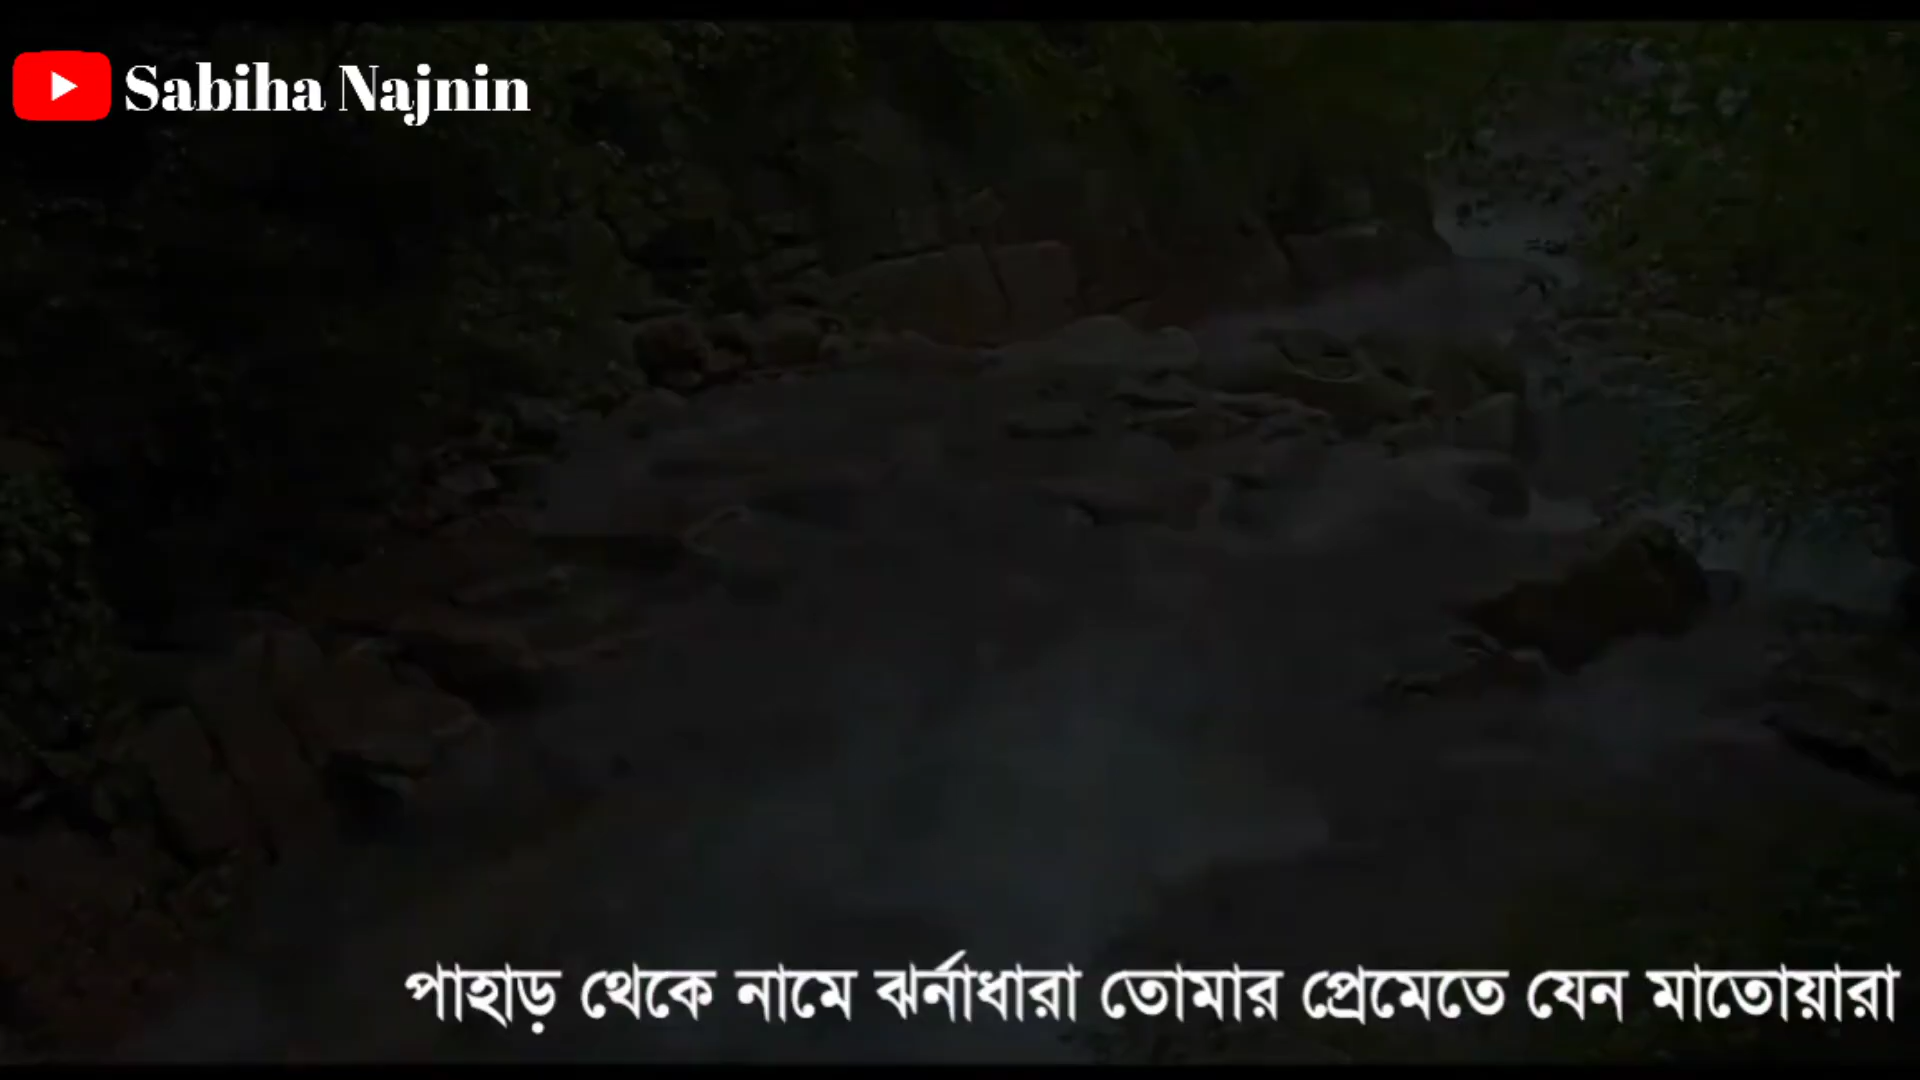 Sabiha Najnin
পাহাড় থেকে নামে ঝর্নাধারা তোমার প্রেমেতে যেন মাতোয়ারা